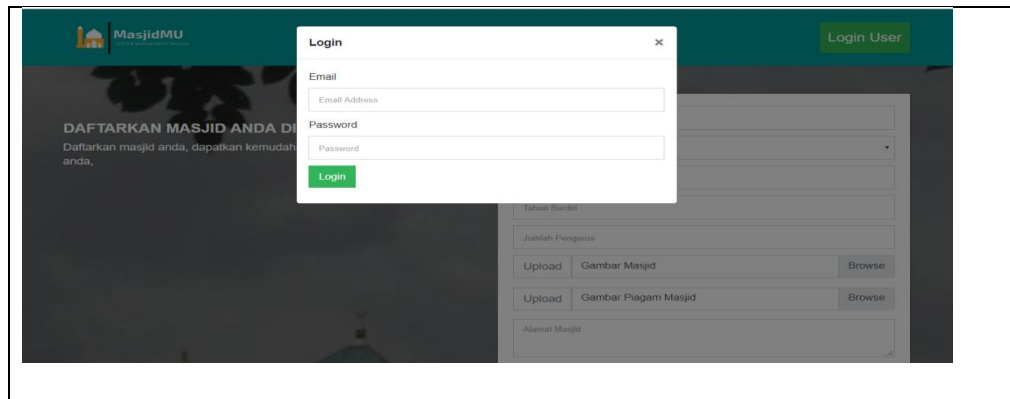 MasjidMU
Login User
Login
×
Email
Email Address
Password
Password
Login
DAFTARKAN MASJID ANDA DI
Daftarkan masjid anda, dapatkan kemudah
anda,
Tahun Berdiri
Jumlah Pengurus
Upload Gambar Masjid Browse
Upload Gambar Piagam Masjid Browse
Alamat Masjid